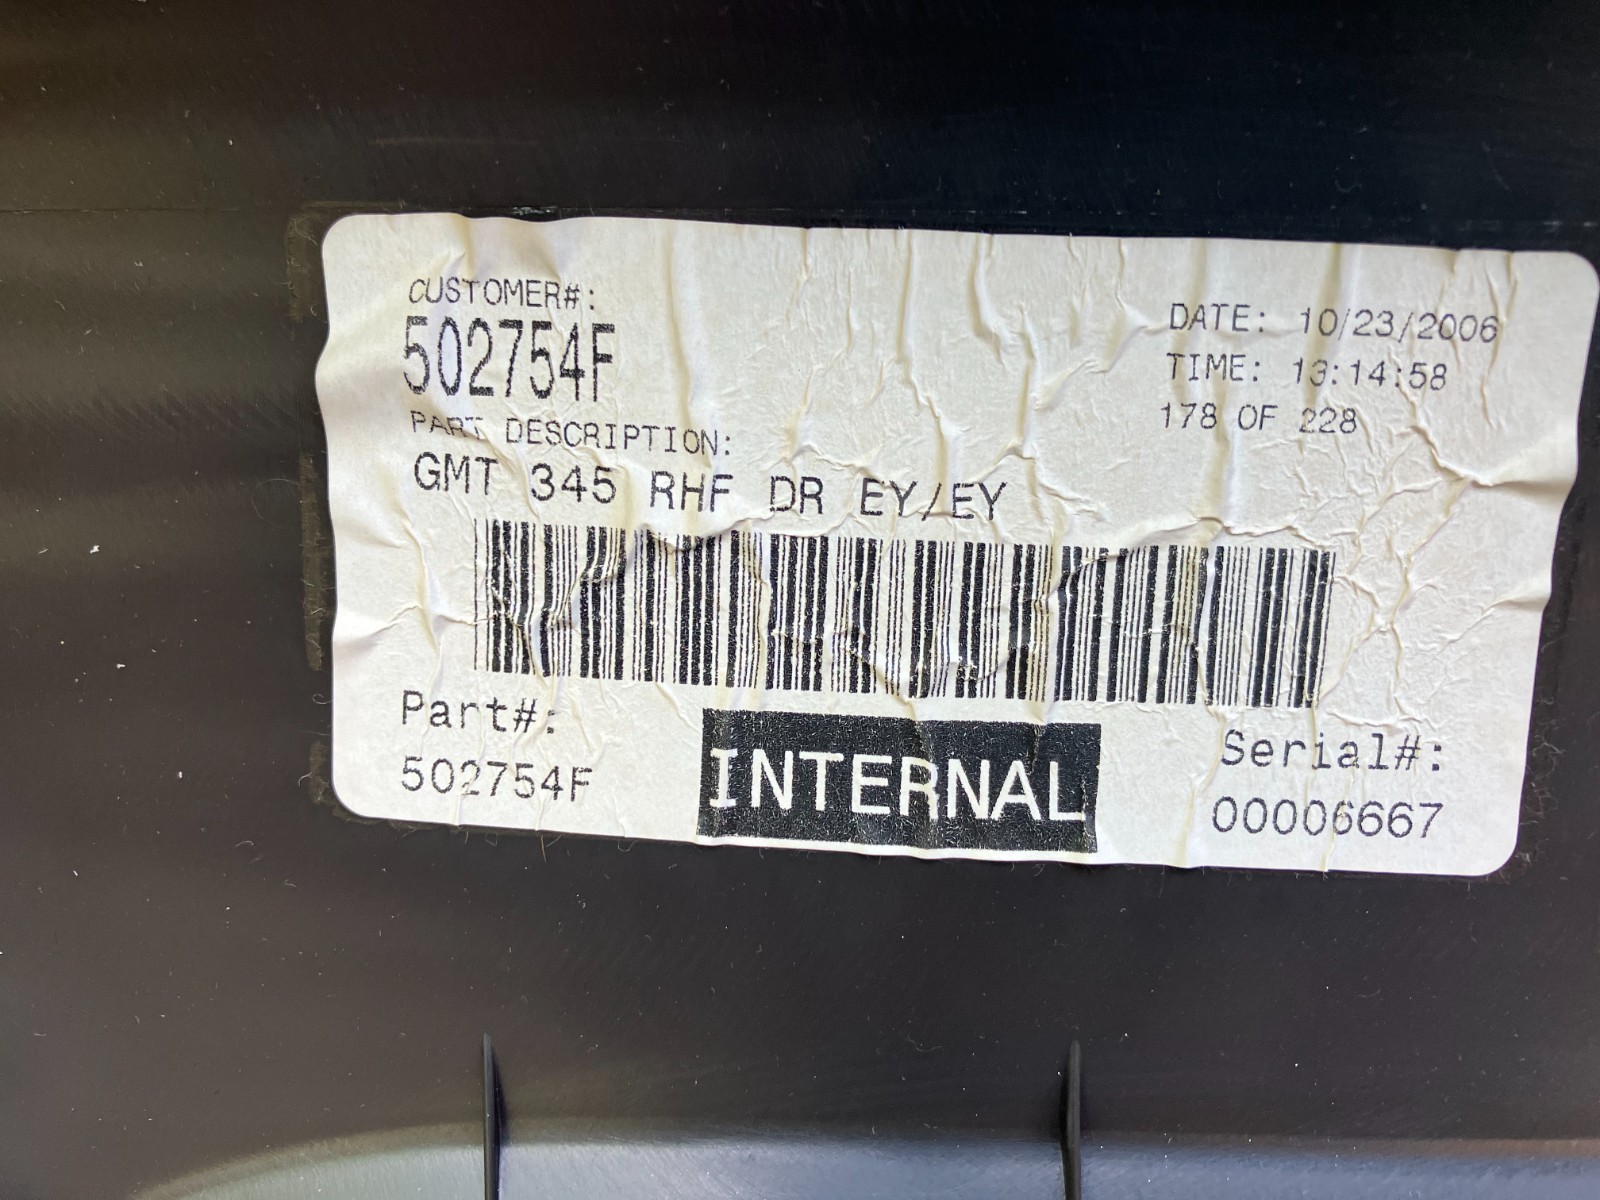 CUSTOMER#:
502754F
PART DESCRIPTION:
GMT 345 RHF DR EY/EY
DATE: 10/23/2006
TIME: 13:14:58
178 OF 228
Part#:
502754F
INTERNAL
Serial#:
00006667